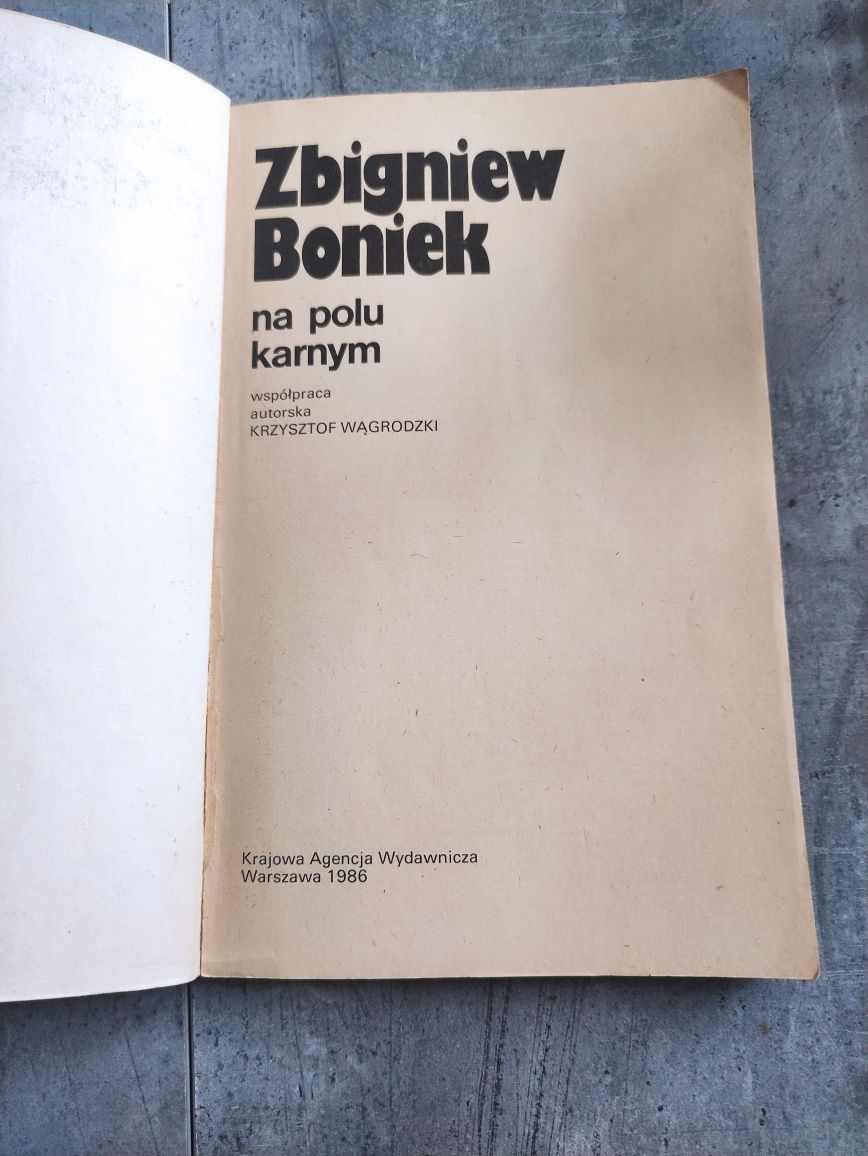 Zbigniew
Boniek
na polu
karnym
współpraca
autorska
KRZYSZTOF WĄGRODZKI
Krajowa Agencja Wydawnicza
Warszawa 1986